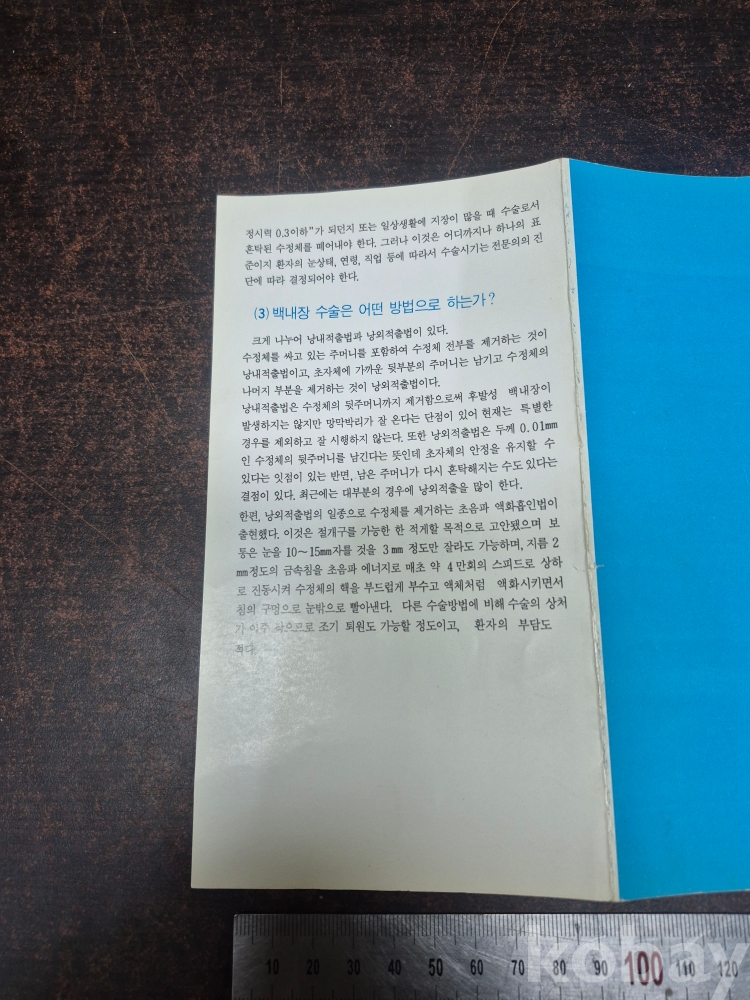 정시력 0.3이하"가 되던지 또는 일상생활에 지장이 많을 때 수술로서
혼탁된 수정체를 떼어내야 한다. 그러나 이것은 어디까지나 하나의 표
준이지 환자의 눈상태, 연령, 직업 등에 따라서 수술시기는 전문의의 진
단에 따라 결정되어야 한다.
(3) 백내장 수술은 어떤 방법으로 하는가?
크게 나누어 낭내적출법과 낭외적출법이 있다.
수정체를 싸고 있는 주머니를 포함하여 수정체 전부를 제거하는 것이
낭내적출법이고, 초자체에 가까운 뒷부분의 주머니는 남기고 수정체의
나머지 부분을 제거하는 것이 낭외적출법이다.
낭내적출법은 수정체의 뒷주머니까지 제거함으로써 후발성 백내장이
발생하지는 않지만 망막박리가 잘 온다는 단점이 있어 현재는 특별한
경우를 제외하고 잘 시행하지 않는다. 또한 낭외적출법은 두께 0.01mm
인 수정체의 뒷주머니를 남긴다는 뜻인데 초자체의 안정을 유지할 수
있다는 잇점이 있는 반면, 남은 주머니가 다시 혼탁해지는 수도 있다는
결점이 있다. 최근에는 대부분의 경우에 낭외적출을 많이 한다.
한편, 낭외적출법의 일종으로 수정체를 제거하는 초음파 액화흡인법이
출현했다. 이것은 절개구를 가능한 한 적게할 목적으로 고안됐으며 보
통은 눈을 10~15mm자를 것을 3mm 정도만 잘라도 가능하며, 지름 2
mm정도의 금속침을 초음파 에너지로 매초 약 4만회의 스피드로 상하
로 진동시켜 수정체의 핵을 부드럽게 부수고 액체처럼 액화시키면서
침의 구멍으로 눈밖으로 빨아낸다. 다른 수술방법에 비해 수술의 상처
가 아주 작으므로 조기 퇴원도 가능할 정도이고, 환자의 부담도
적다.
10 20 30 40 50 60 70 80 90 100 110 120
kobay